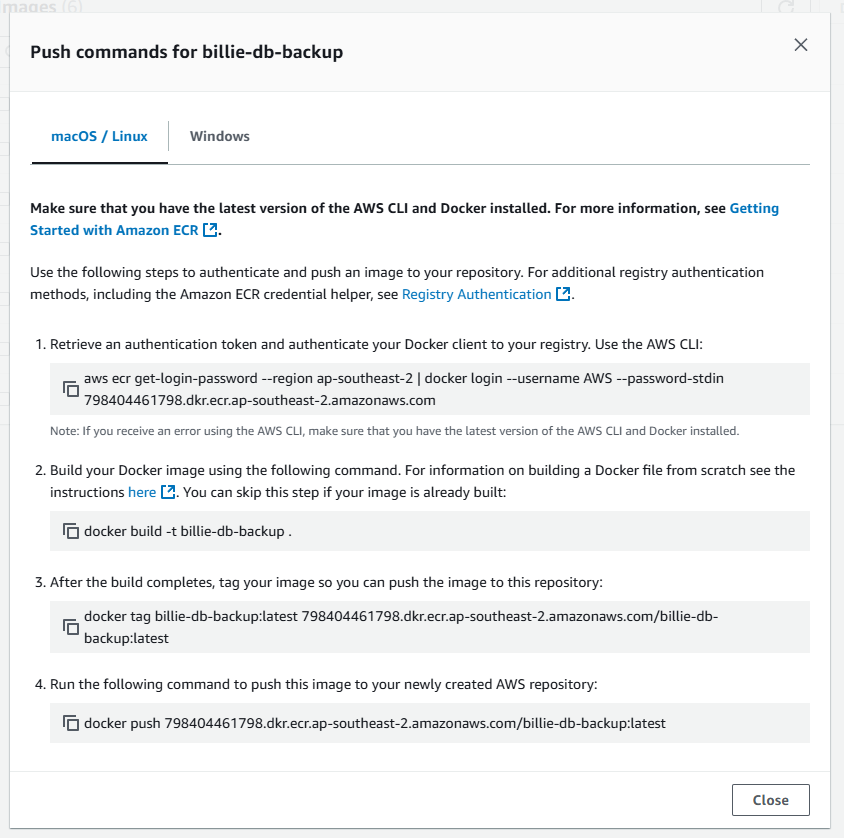 mages (6)
Push commands for billie-db-backup
macOS / Linux
Windows
Make sure that you have the latest version of the AWS CLI and Docker installed. For more information, see Getting
Started with Amazon ECR.
Use the following steps to authenticate and push an image to your repository. For additional registry authentication
methods, including the Amazon ECR credential helper, see Registry Authentication.
1. Retrieve an authentication token and authenticate your Docker client to your registry. Use the AWS CLI:
aws ecr get-login-password --region ap-southeast-2 | docker login --username AWS --password-stdin
798404461798.dkr.ecr.ap-southeast-2.amazonaws.com
Note: If you receive an error using the AWS CLI, make sure that you have the latest version of the AWS CLI and Docker installed.
2. Build your Docker image using the following command. For information on building a Docker file from scratch see the
instructions here. You can skip this step if your image is already built:
docker build -t billie-db-backup .
3. After the build completes, tag your image so you can push the image to this repository:
docker tag billie-db-backup:latest 798404461798.dkr.ecr.ap-southeast-2.amazonaws.com/billie-db-
backup:latest
4. Run the following command to push this image to your newly created AWS repository:
docker push 798404461798.dkr.ecr.ap-southeast-2.amazonaws.com/billie-db-backup:latest
Close